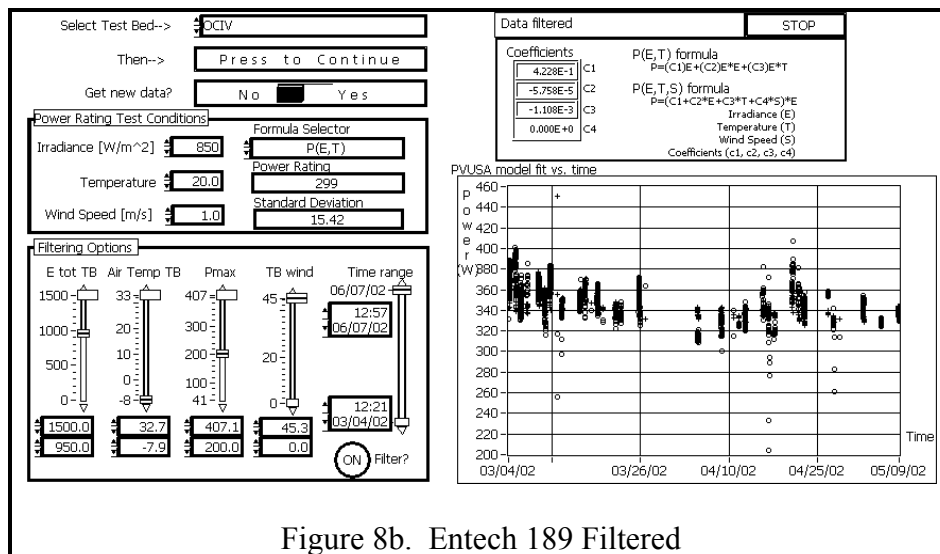 Select Test Bed--> OCIV
Then--> Press to Continue
Get new data? No Yes
Power Rating Test Conditions
Irradiance [W/m^2] 850
Temperature 20.0
Wind Speed [m/s] 1.0
Formula Selector
P(E,T)
Power Rating
299
Standard Deviation
15.42
Filtering Options
E tot TB Air Temp TB Pmax TB wind Time range
1500 33 407 45 06/07/02
12:57
06/07/02
1000 20 300 20
10 200
500 0 100
0 -8 41 0
12:21
03/04/02
1500.0 32.7 407.1 45.3
950.0 -7.9 200.0 0.0
ON Filter?
Data filtered STOP
Coefficients
4.228E-1 C1
-5.758E-5 C2
-1.108E-3 C3
0.000E+0 C4
P(E,T) formula
P=(C1)E+(C2)E*E+(C3)E*T
P(E,T,S) formula
P=(C1+C2*E+C3*T+C4*S)*E
Irradiance (E)
Temperature (T)
Wind Speed (S)
Coefficients (c1, c2, c3, c4)
PVUSA model fit vs. time
Power (W)
460
440
420
400
380
360
340
320
300
280
260
240
220
200
Time
03/04/02 03/26/02 04/10/02 04/25/02 05/09/02
Figure 8b. Entech 189 Filtered